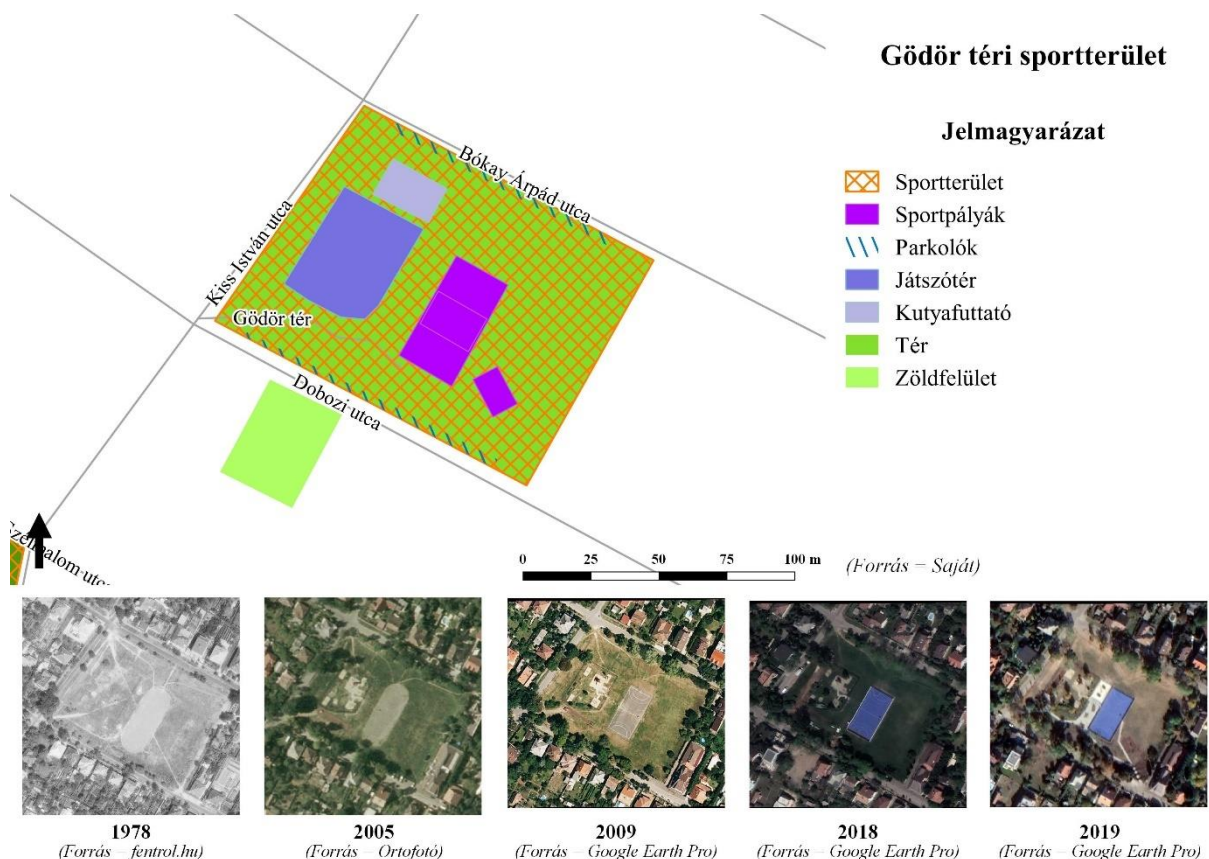 Gödör téri sportterület
Jelmagyarázat
Sportterület
Sportpályák
Parkolók
Játszótér
Kutyafuttató
Tér
Zöldfelület
Bókay Árpád utca
Kiss István utca
Gödör tér
Dobozi utca
0 25 50 75 100 m
(Forrás – Saját)
1978
(Forrás – fentrol.hu)
2005
(Forrás – Ortofotó)
2009
(Forrás – Google Earth Pro)
2018
(Forrás – Google Earth Pro)
2019
(Forrás – Google Earth Pro)